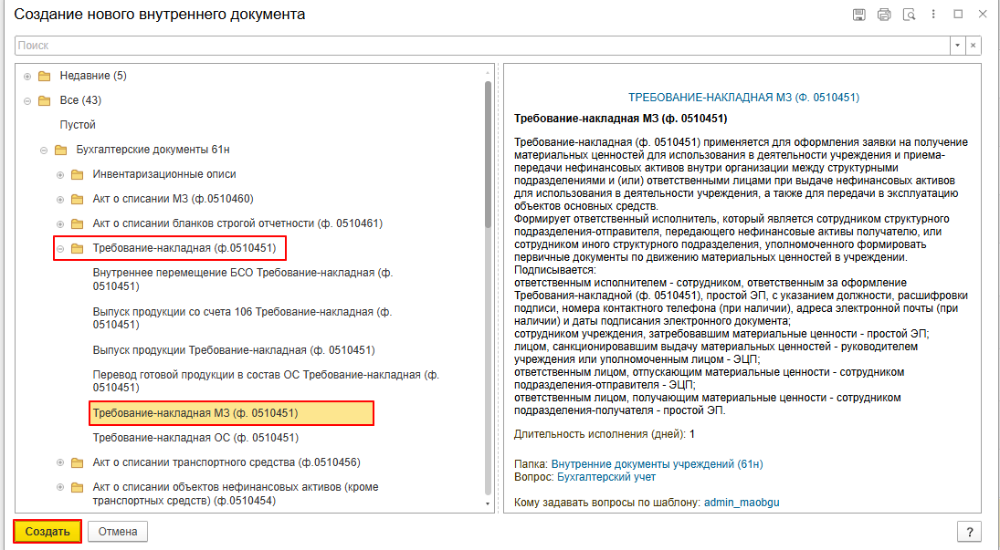 Создание нового внутреннего документа
Поиск
Недавние (5)
Все (43)
Пустой
Бухгалтерские документы 61н
Инвентаризационные описи
Акт о списании МЗ (ф.0510460)
Акт о списании бланков строгой отчетности (ф. 0510461)
Требование-накладная (ф.0510451)
Внутреннее перемещение БСО Требование-накладная (ф.
0510451)
Выпуск продукции со счета 106 Требование-накладная (ф.
0510451)
Выпуск продукции Требование-накладная (ф. 0510451)
Перевод готовой продукции в состав ОС Требование-накладная (ф.
0510451)
Требование-накладная МЗ (ф. 0510451)
Требование-накладная ОС (ф. 0510451)
Акт о списании транспортного средства (ф.0510456)
Акт о списании объектов нефинансовых активов (кроме
транспортных средств) (ф.0510454)
ТРЕБОВАНИЕ-НАКЛАДНАЯ МЗ (Ф. 0510451)
Требование-накладная МЗ (ф. 0510451)
Требование-накладная (ф. 0510451) применяется для оформления заявки на получение
материальных ценностей для использования в деятельности учреждения и приема-
передачи нефинансовых активов внутри организации между структурными
подразделениями и (или) ответственными лицами при выдаче нефинансовых активов
для использования в деятельности учреждения, а также для передачи в эксплуатацию
объектов основных средств.
Формирует ответственный исполнитель, который является сотрудником структурного
подразделения-отправителя, передающего нефинансовые активы получателю, или
сотрудником иного структурного подразделения, уполномоченного формировать
первичные документы по движению материальных ценностей в учреждении.
Подписывается:
ответственным исполнителем - сотрудником, ответственным за оформление
Требования-накладной (ф. 0510451), простой ЭП, с указанием должности, расшифровки
подписи, номера контактного телефона (при наличии), адреса электронной почты (при
наличии) и даты подписания электронного документа;
сотрудником учреждения, затребовавшим материальные ценности - простой ЭП;
лицом, санкционировавшим выдачу материальных ценностей - руководителем
учреждения или уполномоченным лицом - ЭЦП;
ответственным лицом, отпускающим материальные ценности - сотрудником
подразделения-отправителя - ЭЦП;
ответственным лицом, получающим материальные ценности - сотрудником
подразделения-получателя - простой ЭП.
Длительность исполнения (дней): 1
Папка: Внутренние документы учреждений (61н)
Вопрос: Бухгалтерский учет
Кому задавать вопросы по шаблону: admin_maobgu
Создать
Отмена
?